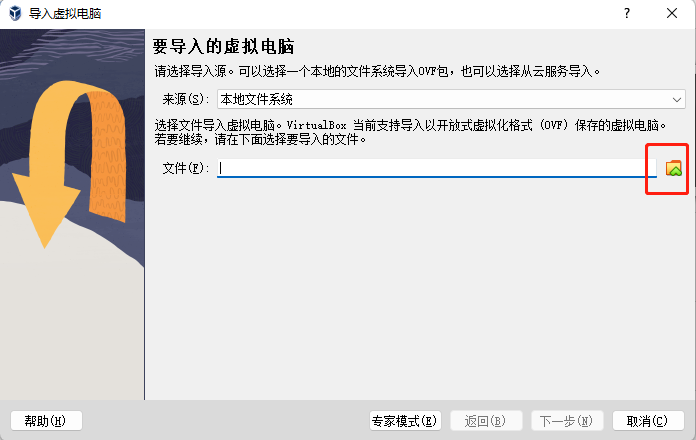 导入虚拟电脑
?
要导入的虚拟电脑
请选择导入源。可以选择一个本地的文件系统导入OVF包，也可以选择从云服务导入。
来源(S): 本地文件系统
选择文件导入虚拟电脑。VirtualBox 当前支持导入以开放式虚拟化格式（OVF）保存的虚拟电脑。
若要继续，请在下面选择要导入的文件。
文件(F):
帮助(H) 专家模式(E) 返回(B) 下一步(N) 取消(C)